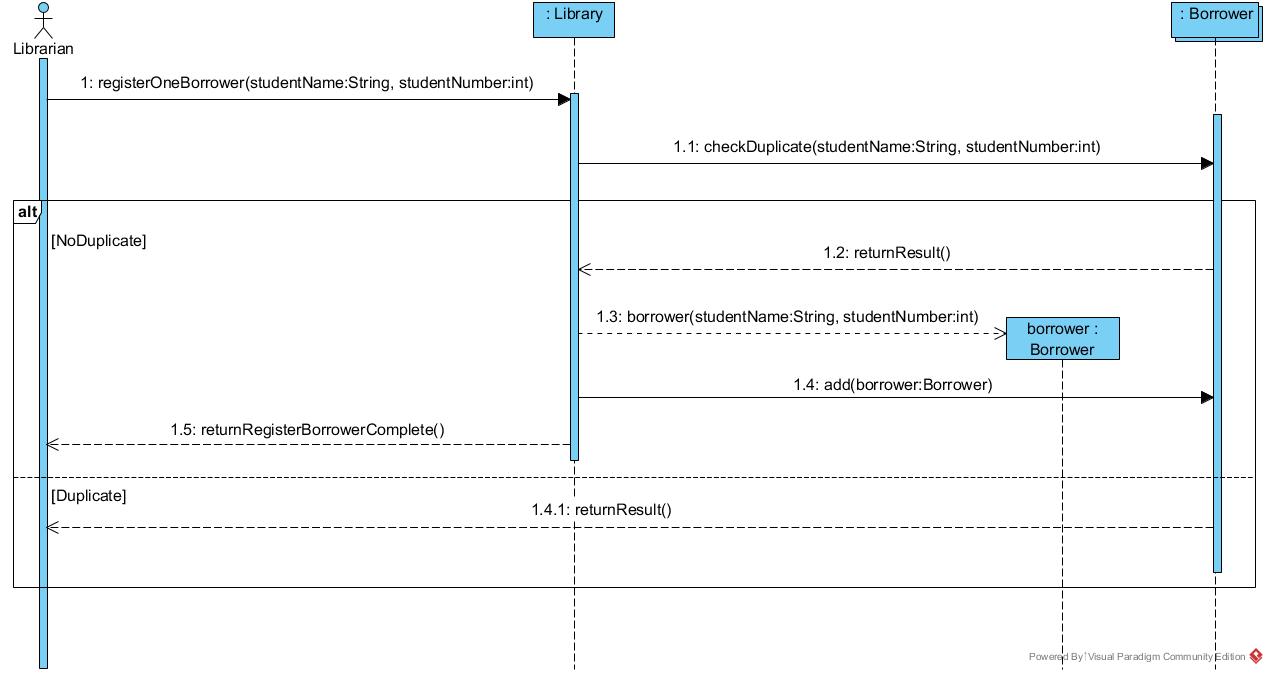 Librarian
: Library
: Borrower
1: registerOneBorrower(studentName:String, studentNumber:int)
1.1: checkDuplicate(studentName:String, studentNumber:int)
alt
[NoDuplicate]
1.2: returnResult()
1.3: borrower(studentName:String, studentNumber:int)
borrower :
Borrower
1.4: add(borrower:Borrower)
1.5: returnRegisterBorrowerComplete()
[Duplicate]
1.4.1: returnResult()
Powered By Visual Paradigm Community Edition